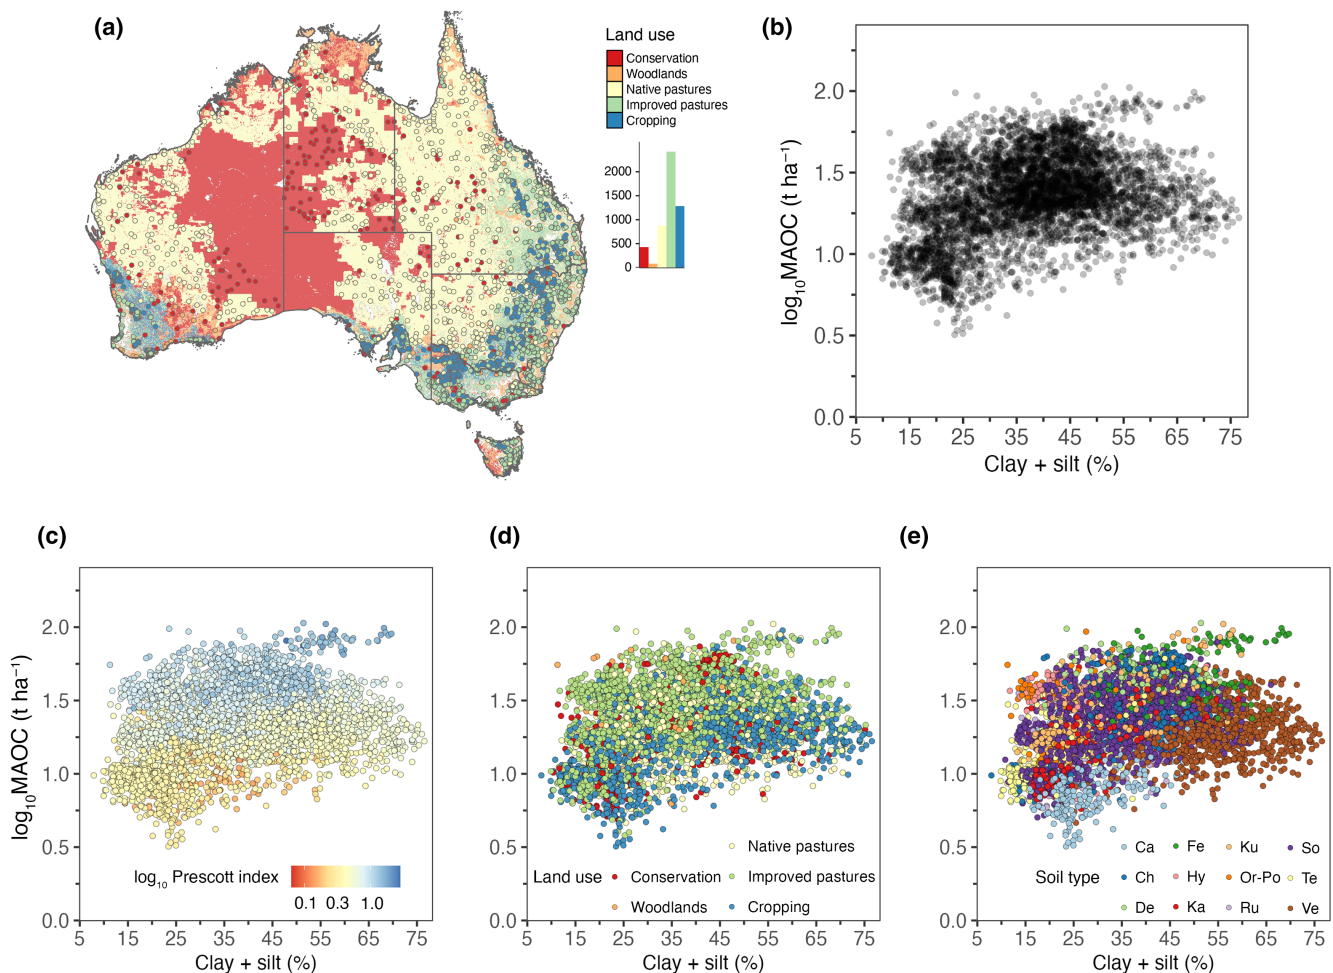 (a)
Land use
Conservation
Woodlands
Native pastures
Improved pastures
Cropping
2000
1500
1000
500
0
(b)
log10MAOC (t ha−1)
2.0
1.5
1.0
0.5
0.0
5 15 25 35 45 55 65 75
Clay + silt (%)
(c)
log10MAOC (t ha−1)
2.0
1.5
1.0
0.5
0.0
log10 Prescott index
0.1 0.3 1.0
5 15 25 35 45 55 65 75
Clay + silt (%)
(d)
2.0
1.5
1.0
0.5
0.0
Land use
Conservation
Woodlands
Native pastures
Improved pastures
Cropping
5 15 25 35 45 55 65 75
Clay + silt (%)
(e)
2.0
1.5
1.0
0.5
0.0
Soil type
Ca Fe Ku So
Ch Hy Or-Po Te
De Ka Ru Ve
5 15 25 35 45 55 65 75
Clay + silt (%)